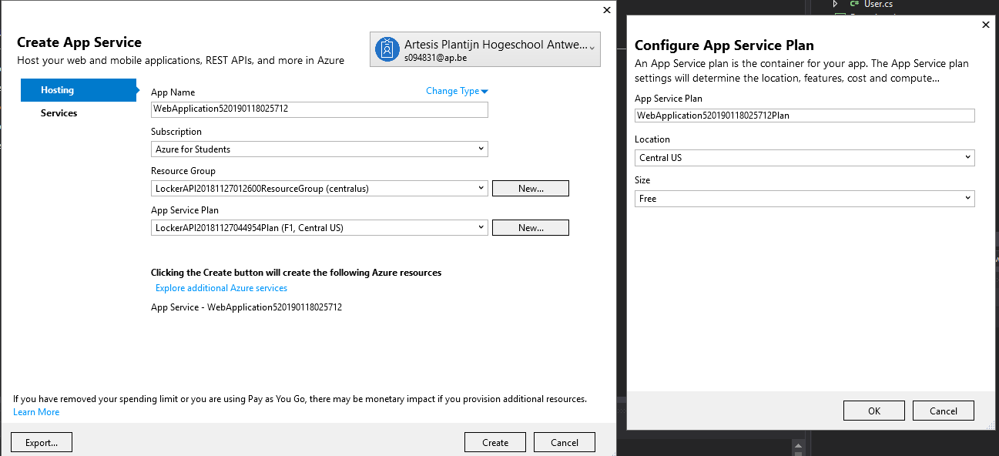 User.cs
Create App Service
Host your web and mobile applications, REST APIs, and more in Azure
Artesis Plantijn Hogeschool Antwe...
s094831@ap.be
Hosting
Services
App Name
Change Type
WebApplication520190118025712
Subscription
Azure for Students
Resource Group
LockerAPI20181127012600ResourceGroup (centralus)
New...
App Service Plan
LockerAPI20181127044954Plan (F1, Central US)
New...
Clicking the Create button will create the following Azure resources
Explore additional Azure services
App Service - WebApplication520190118025712
If you have removed your spending limit or you are using Pay as You Go, there may be monetary impact if you provision additional resources.
Learn More
Export...
Create
Cancel
Configure App Service Plan
An App Service plan is the container for your app. The App Service plan
settings will determine the location, features, cost and compute...
App Service Plan
WebApplication520190118025712Plan
Location
Central US
Size
Free
OK
Cancel